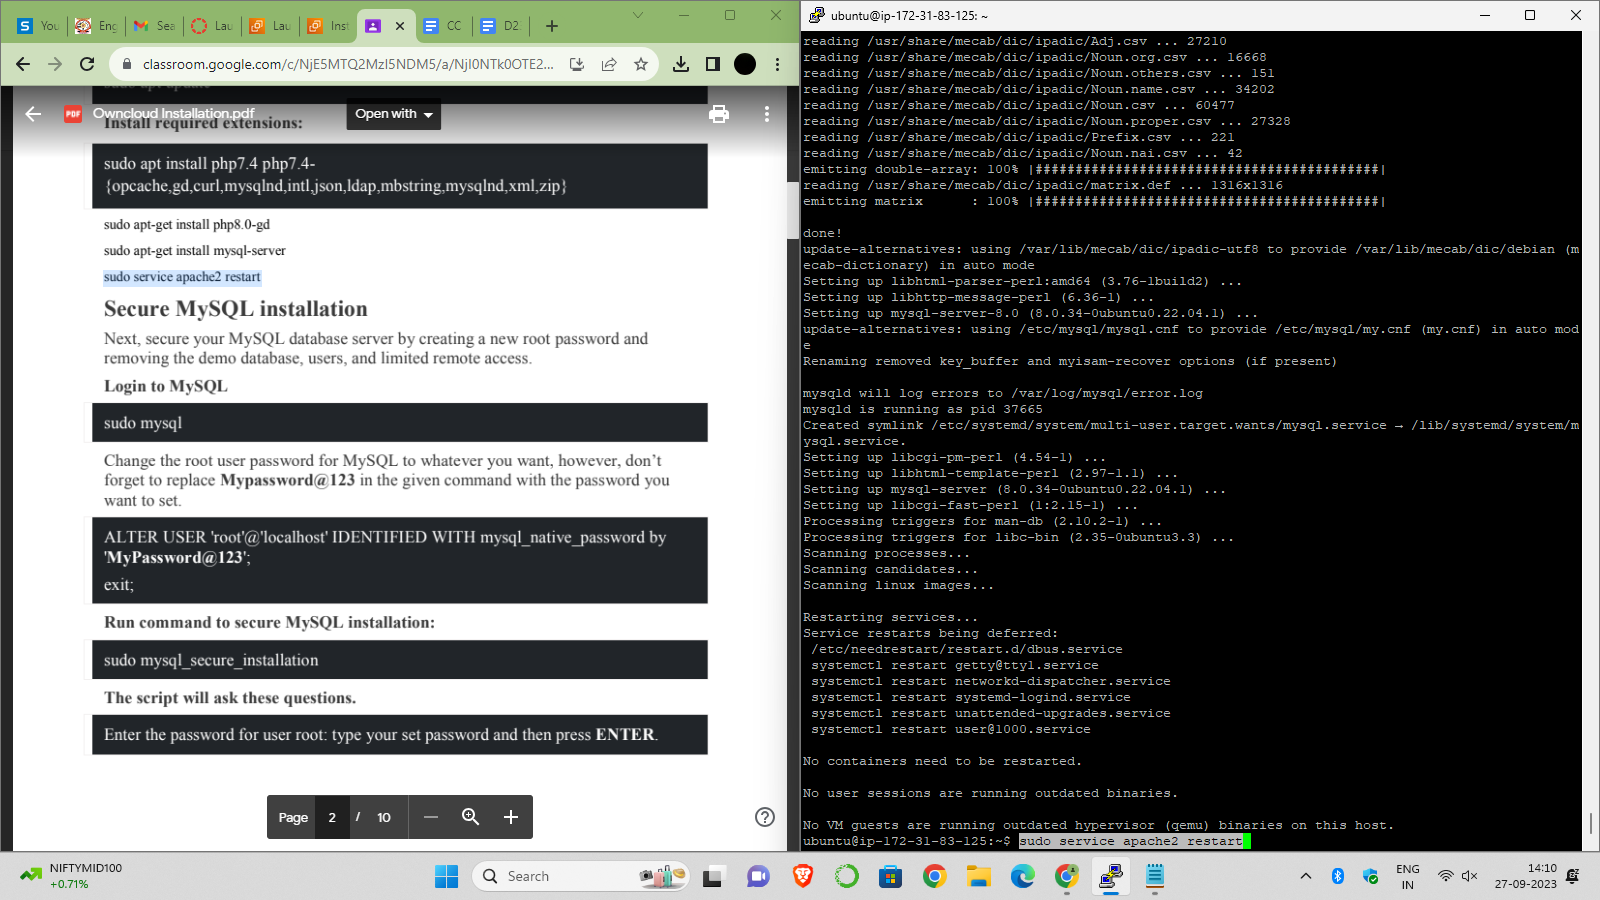 You
Eng
Sea
Lau
Lau
Inst
CC
D2
classroom.google.com/c/NjE5MTQ2MzI5NDM5/a/NjI0NTk0OTE2...
sudo apt update
PDF
Owncloud Installation.pdf
Open with
Install required extensions:
sudo apt install php7.4 php7.4-
{opcache,gd,curl,mysqlnd,intl,json,ldap,mbstring,mysqlnd,xml,zip}
sudo apt-get install php8.0-gd
sudo apt-get install mysql-server
sudo service apache2 restart
Secure MySQL installation
Next, secure your MySQL database server by creating a new root password and
removing the demo database, users, and limited remote access.
Login to MySQL
sudo mysql
Change the root user password for MySQL to whatever you want, however, don’t
forget to replace Mypassword@123 in the given command with the password you
want to set.
ALTER USER 'root'@'localhost' IDENTIFIED WITH mysql_native_password by
'MyPassword@123';
exit;
Run command to secure MySQL installation:
sudo mysql_secure_installation
The script will ask these questions.
Enter the password for user root: type your set password and then press ENTER.
Page 2 / 10
ubuntu@ip-172-31-83-125: ~
reading /usr/share/mecab/dic/ipadic/Adj.csv ... 27210
reading /usr/share/mecab/dic/ipadic/Noun.org.csv ... 16668
reading /usr/share/mecab/dic/ipadic/Noun.others.csv ... 151
reading /usr/share/mecab/dic/ipadic/Noun.name.csv ... 34202
reading /usr/share/mecab/dic/ipadic/Noun.csv ... 60477
reading /usr/share/mecab/dic/ipadic/Noun.proper.csv ... 27328
reading /usr/share/mecab/dic/ipadic/Prefix.csv ... 221
reading /usr/share/mecab/dic/ipadic/Noun.nai.csv ... 42
emitting double-array: 100% |###########################################|
reading /usr/share/mecab/dic/ipadic/matrix.def ... 1316x1316
emitting matrix      : 100% |###########################################|
done!
update-alternatives: using /var/lib/mecab/dic/ipadic-utf8 to provide /var/lib/mecab/dic/debian (m
ecab-dictionary) in auto mode
Setting up libhtml-parser-perl:amd64 (3.76-1build2) ...
Setting up libhttp-message-perl (6.36-1) ...
Setting up mysql-server-8.0 (8.0.34-0ubuntu0.22.04.1) ...
update-alternatives: using /etc/mysql/mysql.cnf to provide /etc/mysql/my.cnf (my.cnf) in auto mod
e
Renaming removed key_buffer and myisam-recover options (if present)
mysqld will log errors to /var/log/mysql/error.log
mysqld is running as pid 37665
Created symlink /etc/systemd/system/multi-user.target.wants/mysql.service → /lib/systemd/system/m
ysql.service.
Setting up libcgi-pm-perl (4.54-1) ...
Setting up libhtml-template-perl (2.97-1.1) ...
Setting up mysql-server (8.0.34-0ubuntu0.22.04.1) ...
Setting up libcgi-fast-perl (1:2.15-1) ...
Processing triggers for man-db (2.10.2-1) ...
Processing triggers for libc-bin (2.35-0ubuntu3.3) ...
Scanning processes...
Scanning candidates...
Scanning linux images...
Restarting services...
Service restarts being deferred:
 /etc/needrestart/restart.d/dbus.service
 systemctl restart getty@tty1.service
 systemctl restart networkd-dispatcher.service
 systemctl restart systemd-logind.service
 systemctl restart unattended-upgrades.service
 systemctl restart user@1000.service
No containers need to be restarted.
No user sessions are running outdated binaries.
No VM guests are running outdated hypervisor (qemu) binaries on this host.
ubuntu@ip-172-31-83-125:~$ sudo service apache2 restart
NIFTYMID100
+0.71%
Search
ENG
IN
14:10
27-09-2023